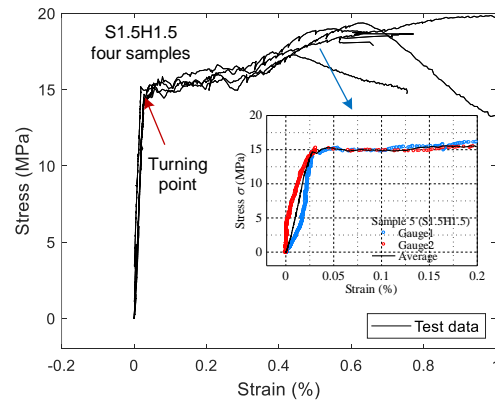 20
15
10
5
0
Stress (MPa)
S1.5H1.5
four samples
Turning
point
20
15
10
5
0
Stress σ (MPa)
Sample 5 (S1.5H1.5)
Gauge1
Gauge2
Average
0 0.05 0.1 0.15 0.2
Strain (%)
Test data
-0.2 0 0.2 0.4 0.6 0.8 1
Strain (%)